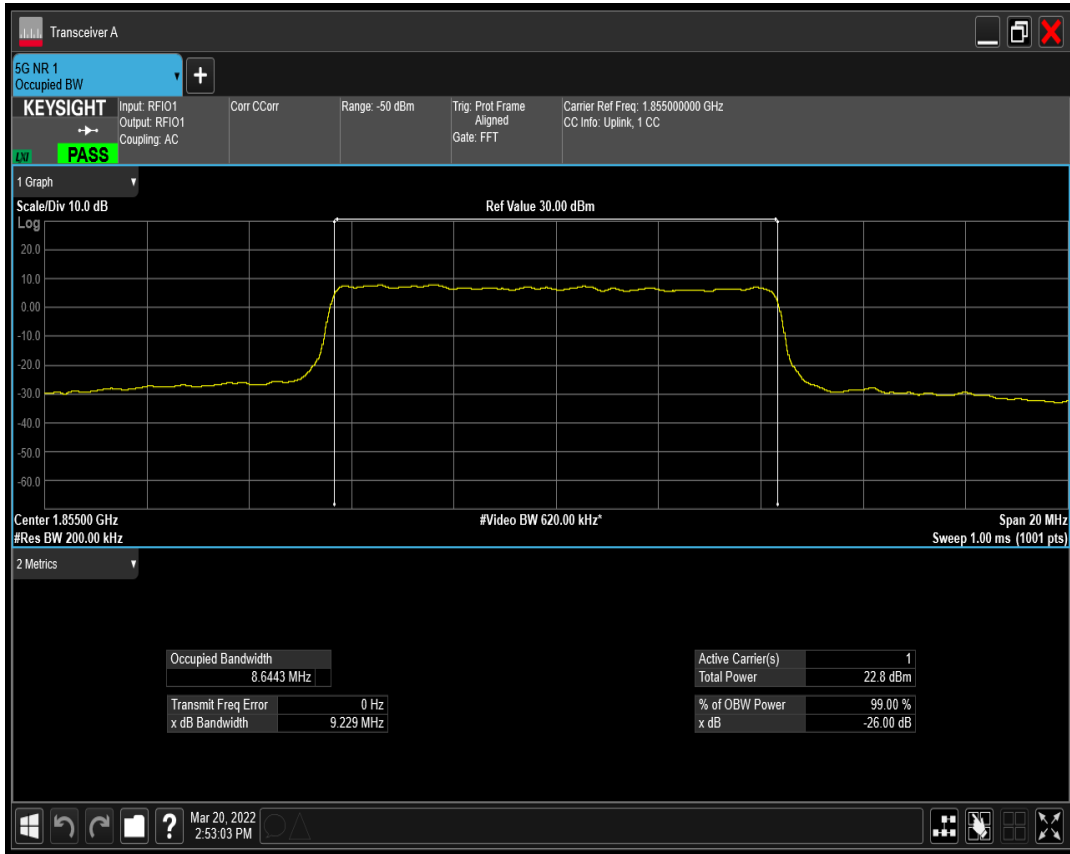 Transceiver A
5G NR 1
Occupied BW
+
KEYSIGHT
LXI
PASS
Input: RFIO1
Output: RFIO1
Coupling: AC
Corr CCorr
Range: -50 dBm
Trig: Prot Frame
Aligned
Gate: FFT
Carrier Ref Freq: 1.855000000 GHz
CC Info: Uplink, 1 CC
1 Graph
Scale/Div 10.0 dB
Ref Value 30.00 dBm
Log
20.0
10.0
0.00
-10.0
-20.0
-30.0
-40.0
-50.0
-60.0
Center 1.85500 GHz
#Video BW 620.00 kHz*
Span 20 MHz
#Res BW 200.00 kHz
Sweep 1.00 ms (1001 pts)
2 Metrics
Occupied Bandwidth
8.6443 MHz
Transmit Freq Error 0 Hz
x dB Bandwidth 9.229 MHz
Active Carrier(s) 1
Total Power 22.8 dBm
% of OBW Power 99.00 %
x dB -26.00 dB
?
Mar 20, 2022
2:53:03 PM